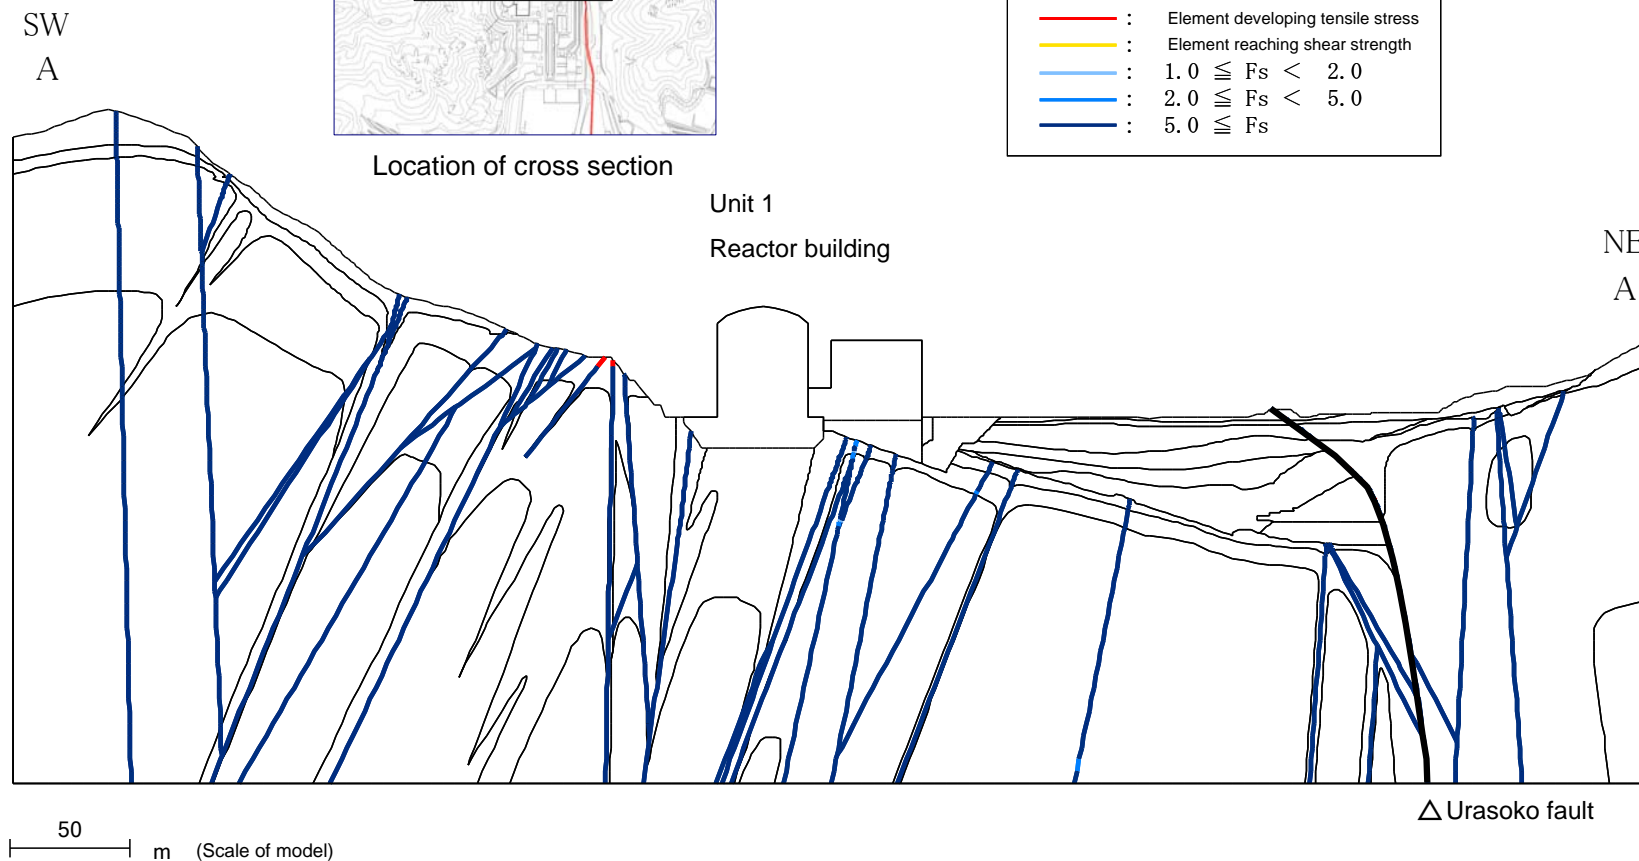 SW
A
Location of cross section
: Element developing tensile stress
: Element reaching shear strength
: 1.0 ≦ Fs < 2.0
: 2.0 ≦ Fs < 5.0
: 5.0 ≦ Fs
Unit 1
Reactor building
NE
A
△ Urasoko fault
50
m (Scale of model)